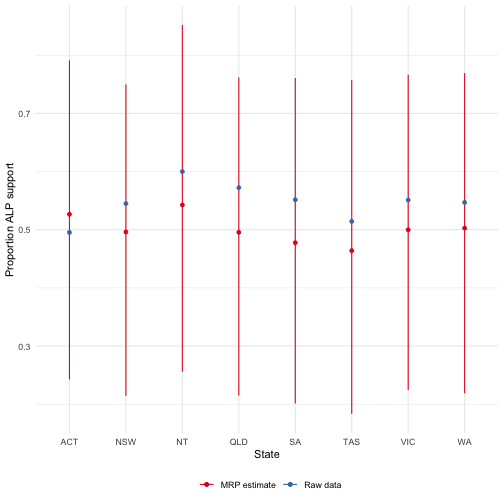 Proportion ALP support
0.7
0.5
0.3
ACT NSW NT QLD SA TAS VIC WA
State
MRP estimate Raw data